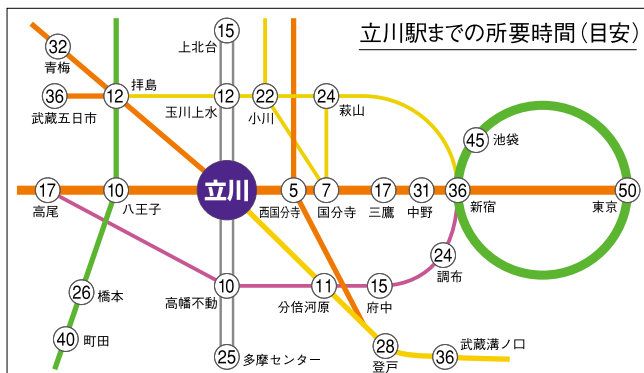 立川駅までの所要時間（目安）
15
上北台
32
青梅
36
武蔵五日市
12
拝島
12
玉川上水
22
小川
24
萩山
45
池袋
17
高尾
10
八王子
立川
5
西国分寺
7
国分寺
17
三鷹
31
中野
36
新宿
50
東京
24
調布
26
橋本
10
高幡不動
11
分倍河原
15
府中
40
町田
25
多摩センター
28
登戸
36
武蔵溝ノ口